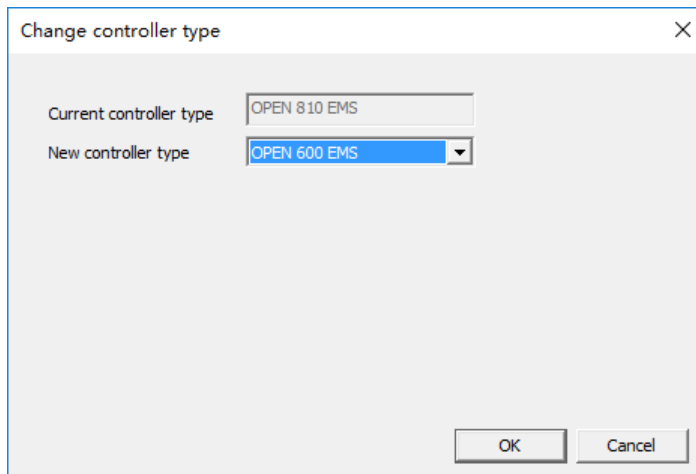 Change controller type
Current controller type OPEN 810 EMS
New controller type OPEN 600 EMS
OK Cancel